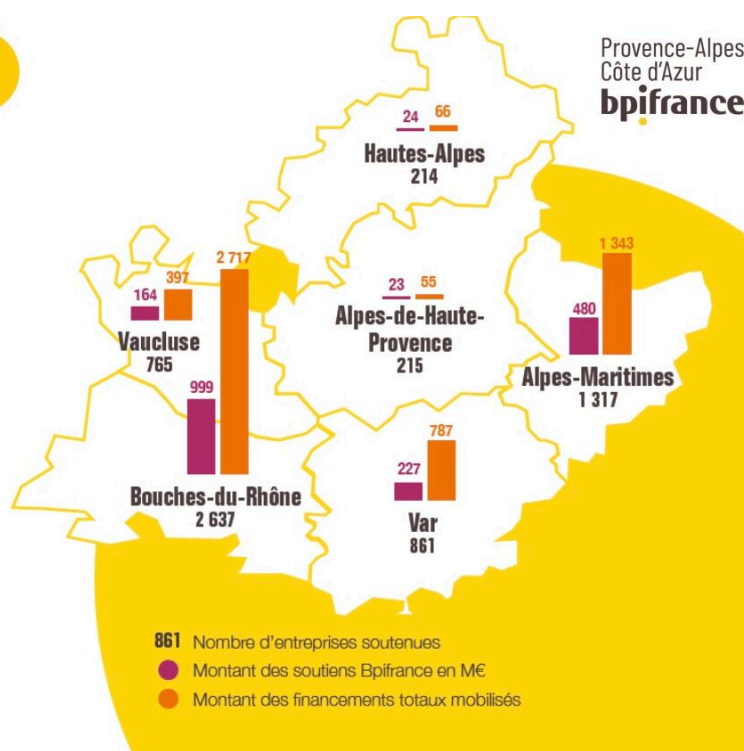 Provence-Alpes
Côte d'Azur
bpifrance
24 66
Hautes-Alpes
214
164 397
Vaucluse
765
999 2 717
Bouches-du-Rhône
2 637
23 55
Alpes-de-Haute-
Provence
215
480 1 343
Alpes-Maritimes
1 317
227 787
Var
861
861 Nombre d'entreprises soutenues
Montant des soutiens Bpifrance en M€
Montant des financements totaux mobilisés